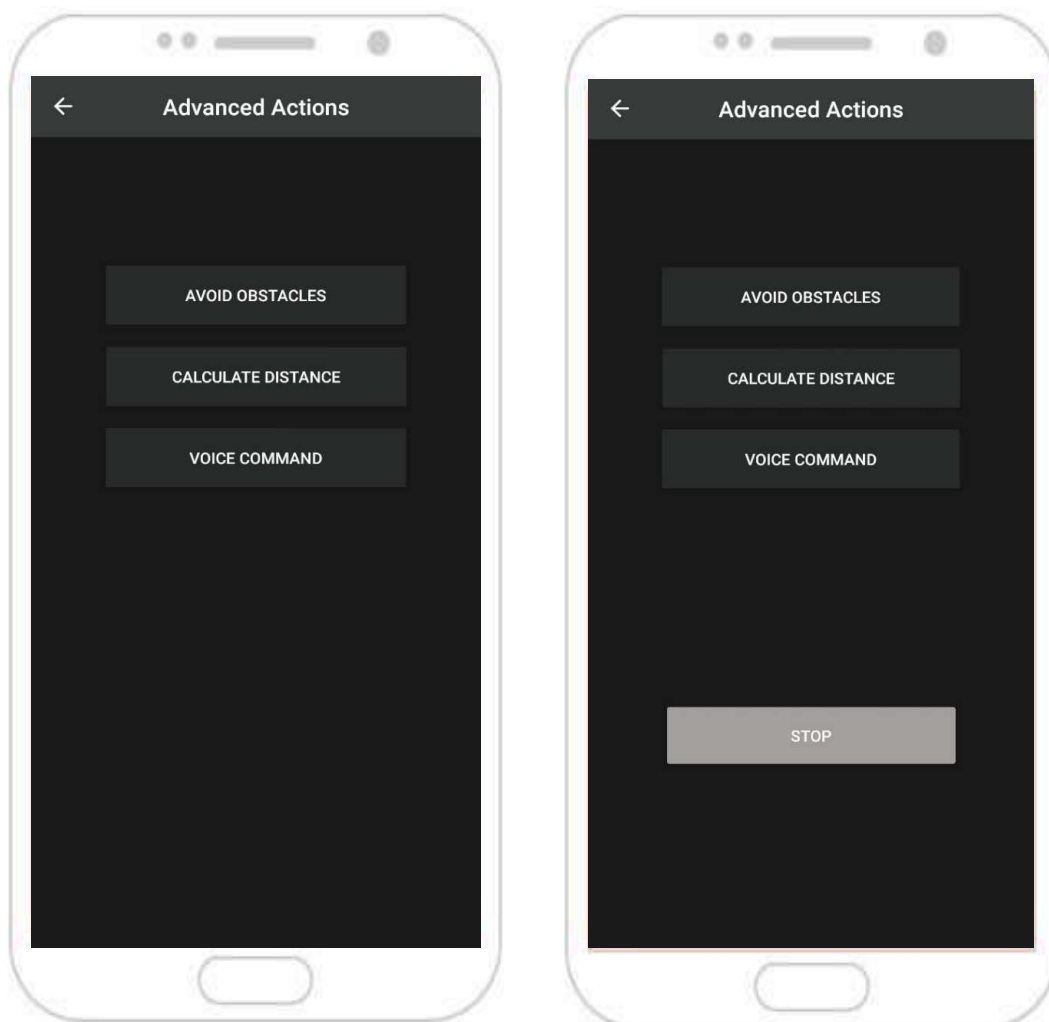 Advanced Actions
AVOID OBSTACLES
CALCULATE DISTANCE
VOICE COMMAND
Advanced Actions
AVOID OBSTACLES
CALCULATE DISTANCE
VOICE COMMAND
STOP